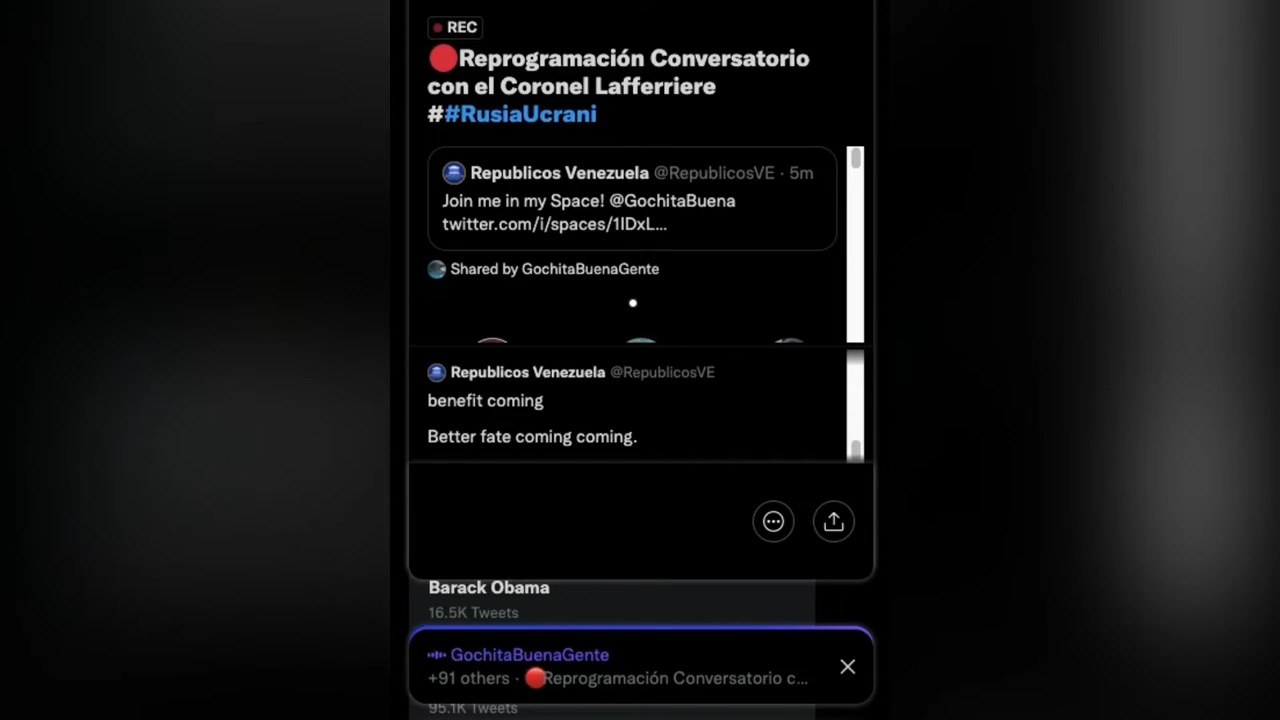 REC
🔴Reprogramación Conversatorio
con el Coronel Lafferriere
##RusiaUcrani
Republicos Venezuela @RepublicosVE · 5m
Join me in my Space! @GochitaBuena
twitter.com/i/spaces/1lDxL...
Shared by GochitaBuenaGente
Republicos Venezuela @RepublicosVE
benefit coming
Better fate coming coming.
Barack Obama
16.5K Tweets
GochitaBuenaGente
+91 others · 🔴Reprogramación Conversatorio c...
95.1K Tweets